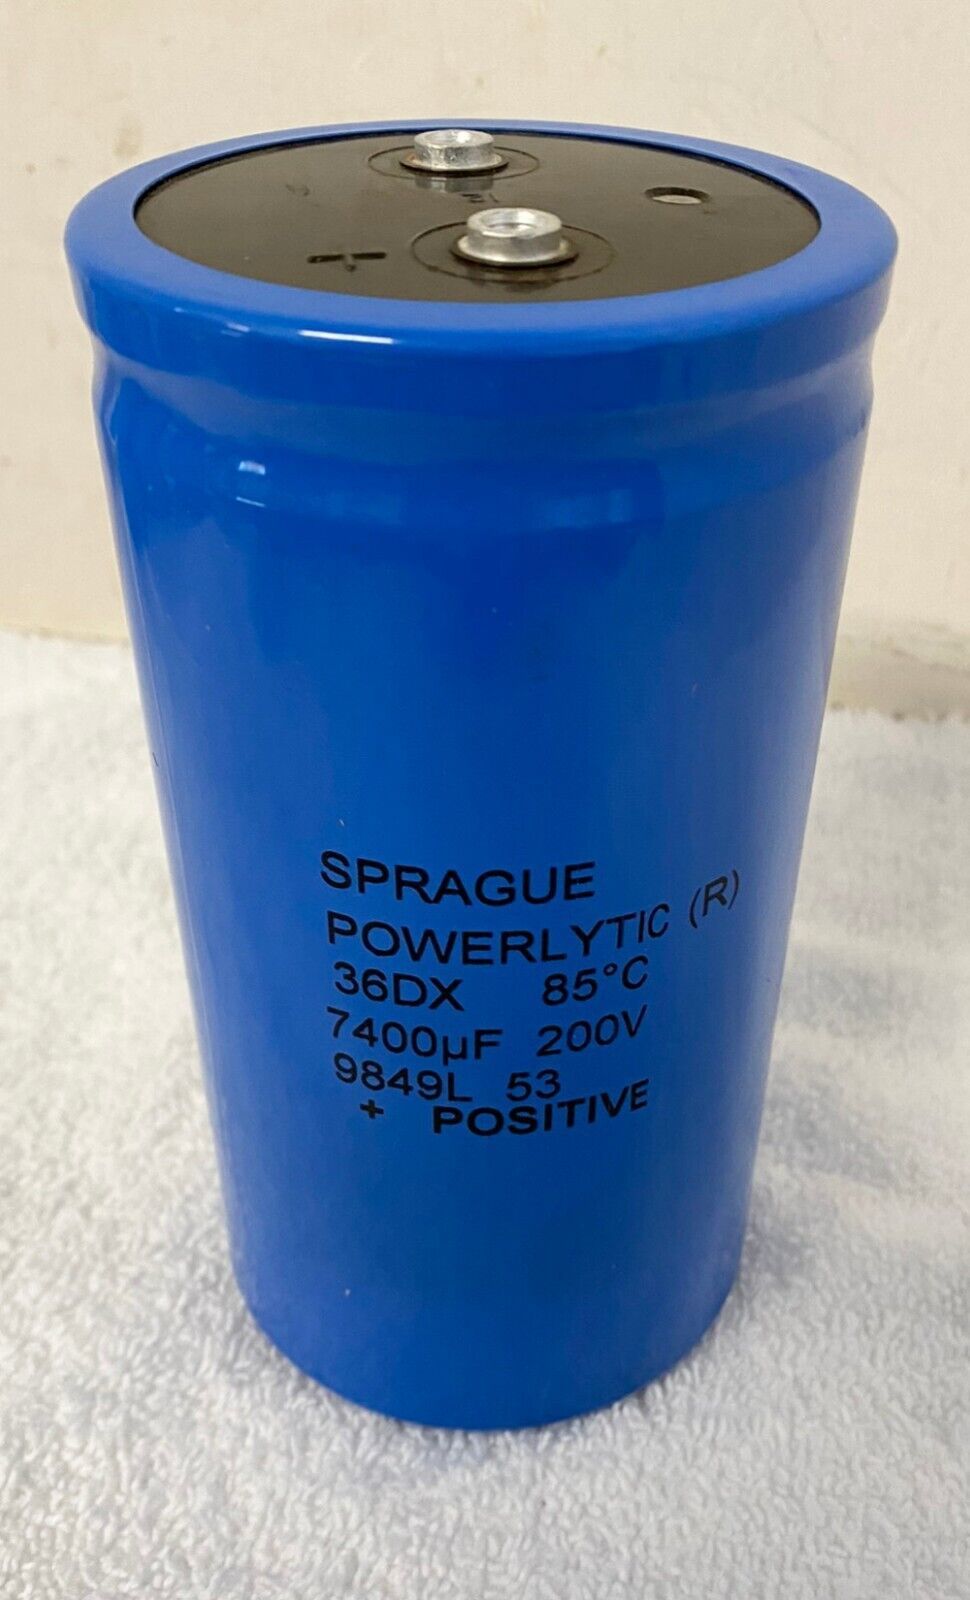 SPRAGUE
POWERLYTIC (R)
36DX 85°C
7400µF 200V
9849L 53
+ POSITIVE
+